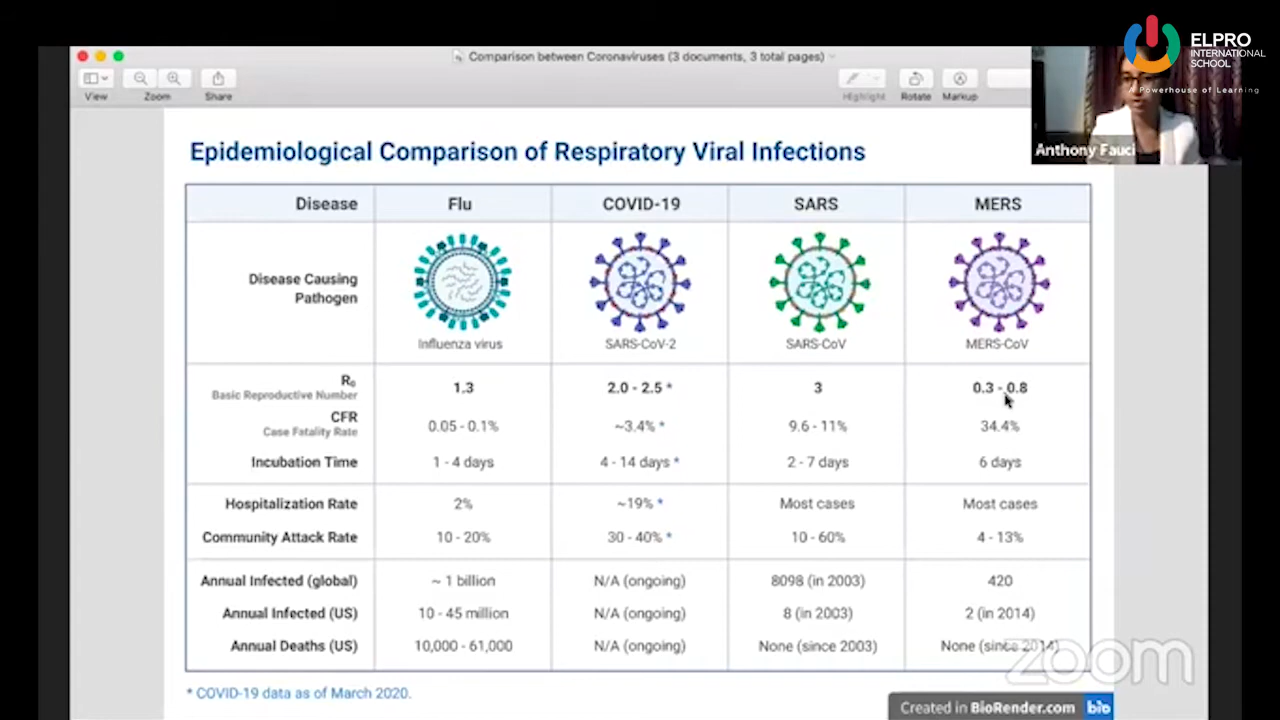 ELPRO
INTERNATIONAL
SCHOOL
A Powerhouse of Learning
Comparison between Coronaviruses (3 documents, 3 total pages)
View Zoom Share Highlight Rotate Markup
Anthony Fauci
Epidemiological Comparison of Respiratory Viral Infections
Disease Flu COVID-19 SARS MERS
Disease Causing
Pathogen
Influenza virus SARS-CoV-2 SARS-CoV MERS-CoV
R₀ 1.3 2.0 - 2.5 * 3 0.3 - 0.8
Basic Reproductive Number
CFR 0.05 - 0.1% ~3.4% * 9.6 - 11% 34.4%
Case Fatality Rate
Incubation Time 1 - 4 days 4 - 14 days * 2 - 7 days 6 days
Hospitalization Rate 2% ~19% * Most cases Most cases
Community Attack Rate 10 - 20% 30 - 40% * 10 - 60% 4 - 13%
Annual Infected (global) ~ 1 billion N/A (ongoing) 8098 (in 2003) 420
Annual Infected (US) 10 - 45 million N/A (ongoing) 8 (in 2003) 2 (in 2014)
Annual Deaths (US) 10,000 - 61,000 N/A (ongoing) None (since 2003) None (since 2014)
zoom
* COVID-19 data as of March 2020.
Created in BioRender.com bio